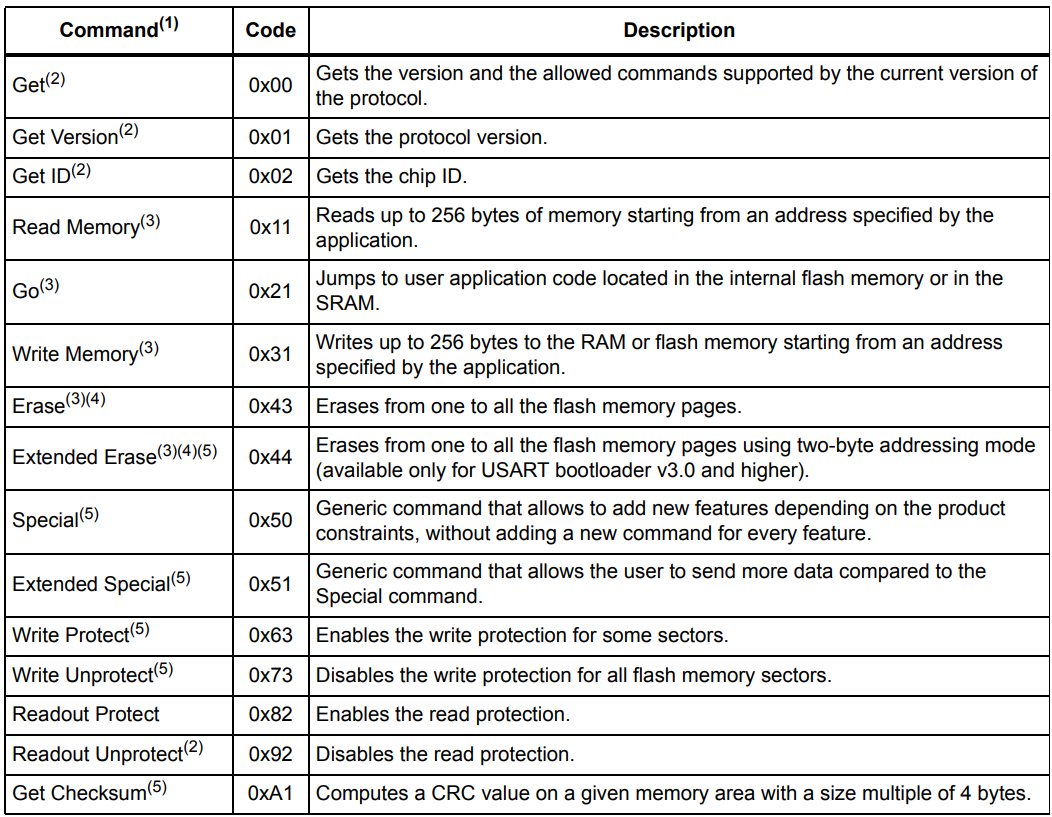 Command(1) Code Description
Get(2) 0x00 Gets the version and the allowed commands supported by the current version of
the protocol.
Get Version(2) 0x01 Gets the protocol version.
Get ID(2) 0x02 Gets the chip ID.
Read Memory(3) 0x11 Reads up to 256 bytes of memory starting from an address specified by the
application.
Go(3) 0x21 Jumps to user application code located in the internal flash memory or in the
SRAM.
Write Memory(3) 0x31 Writes up to 256 bytes to the RAM or flash memory starting from an address
specified by the application.
Erase(3)(4) 0x43 Erases from one to all the flash memory pages.
Extended Erase(3)(4)(5) 0x44 Erases from one to all the flash memory pages using two-byte addressing mode
(available only for USART bootloader v3.0 and higher).
Special(5) 0x50 Generic command that allows to add new features depending on the product
constraints, without adding a new command for every feature.
Extended Special(5) 0x51 Generic command that allows the user to send more data compared to the
Special command.
Write Protect(5) 0x63 Enables the write protection for some sectors.
Write Unprotect(5) 0x73 Disables the write protection for all flash memory sectors.
Readout Protect 0x82 Enables the read protection.
Readout Unprotect(2) 0x92 Disables the read protection.
Get Checksum(5) 0xA1 Computes a CRC value on a given memory area with a size multiple of 4 bytes.